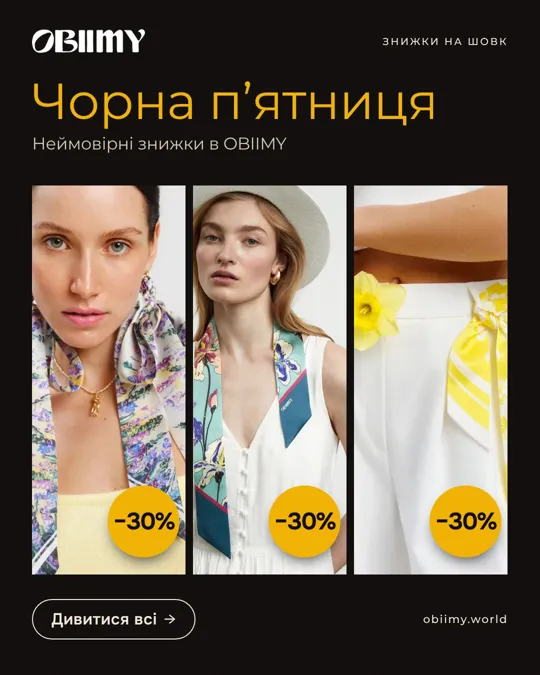 OBIIMY
ЗНИЖКИ НА ШОВК
Чорна п’ятниця
Неймовірні знижки в OBIIMY
−30%
−30%
−30%
Дивитися всі →
obiimy.world